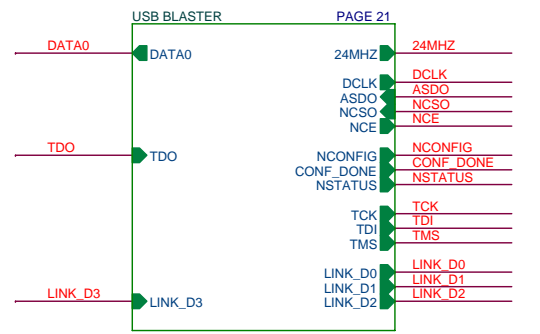 USB BLASTER PAGE 21
DATA0 DATA0 24MHZ 24MHZ
DCLK DCLK
ASDO ASDO
NCSO NCSO
NCE NCE
TDO TDO NCONFIG NCONFIG
CONF_DONE CONF_DONE
NSTATUS NSTATUS
TCK TCK
TDI TDI
TMS TMS
LINK_D0 LINK_D0
LINK_D1 LINK_D1
LINK_D3 LINK_D3 LINK_D2 LINK_D2